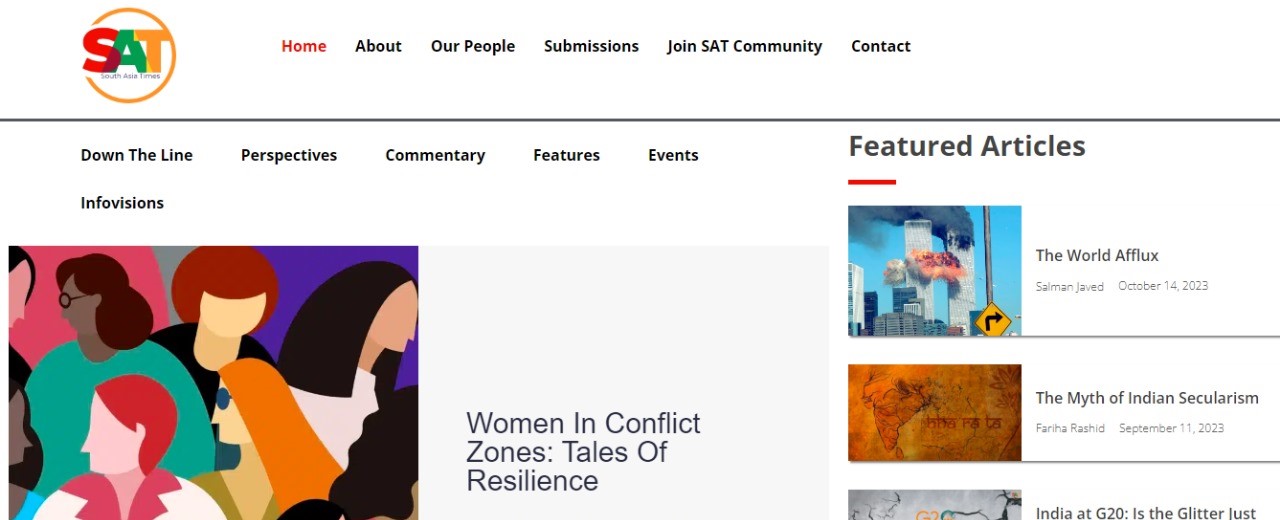 SAT
South Asia Times
Home About Our People Submissions Join SAT Community Contact
Down The Line Perspectives Commentary Features Events
Infovisions
Women In Conflict
Zones: Tales Of
Resilience
Featured Articles
The World Afflux
Salman Javed October 14, 2023
bha ra ta
The Myth of Indian Secularism
Fariha Rashid September 11, 2023
G20
India at G20: Is the Glitter Just